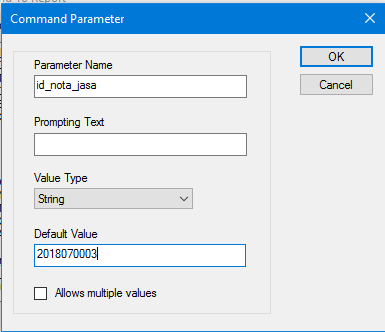 Command Parameter
Parameter Name
id_nota_jasa
Prompting Text
Value Type
String
Default Value
2018070003
Allows multiple values
OK
Cancel